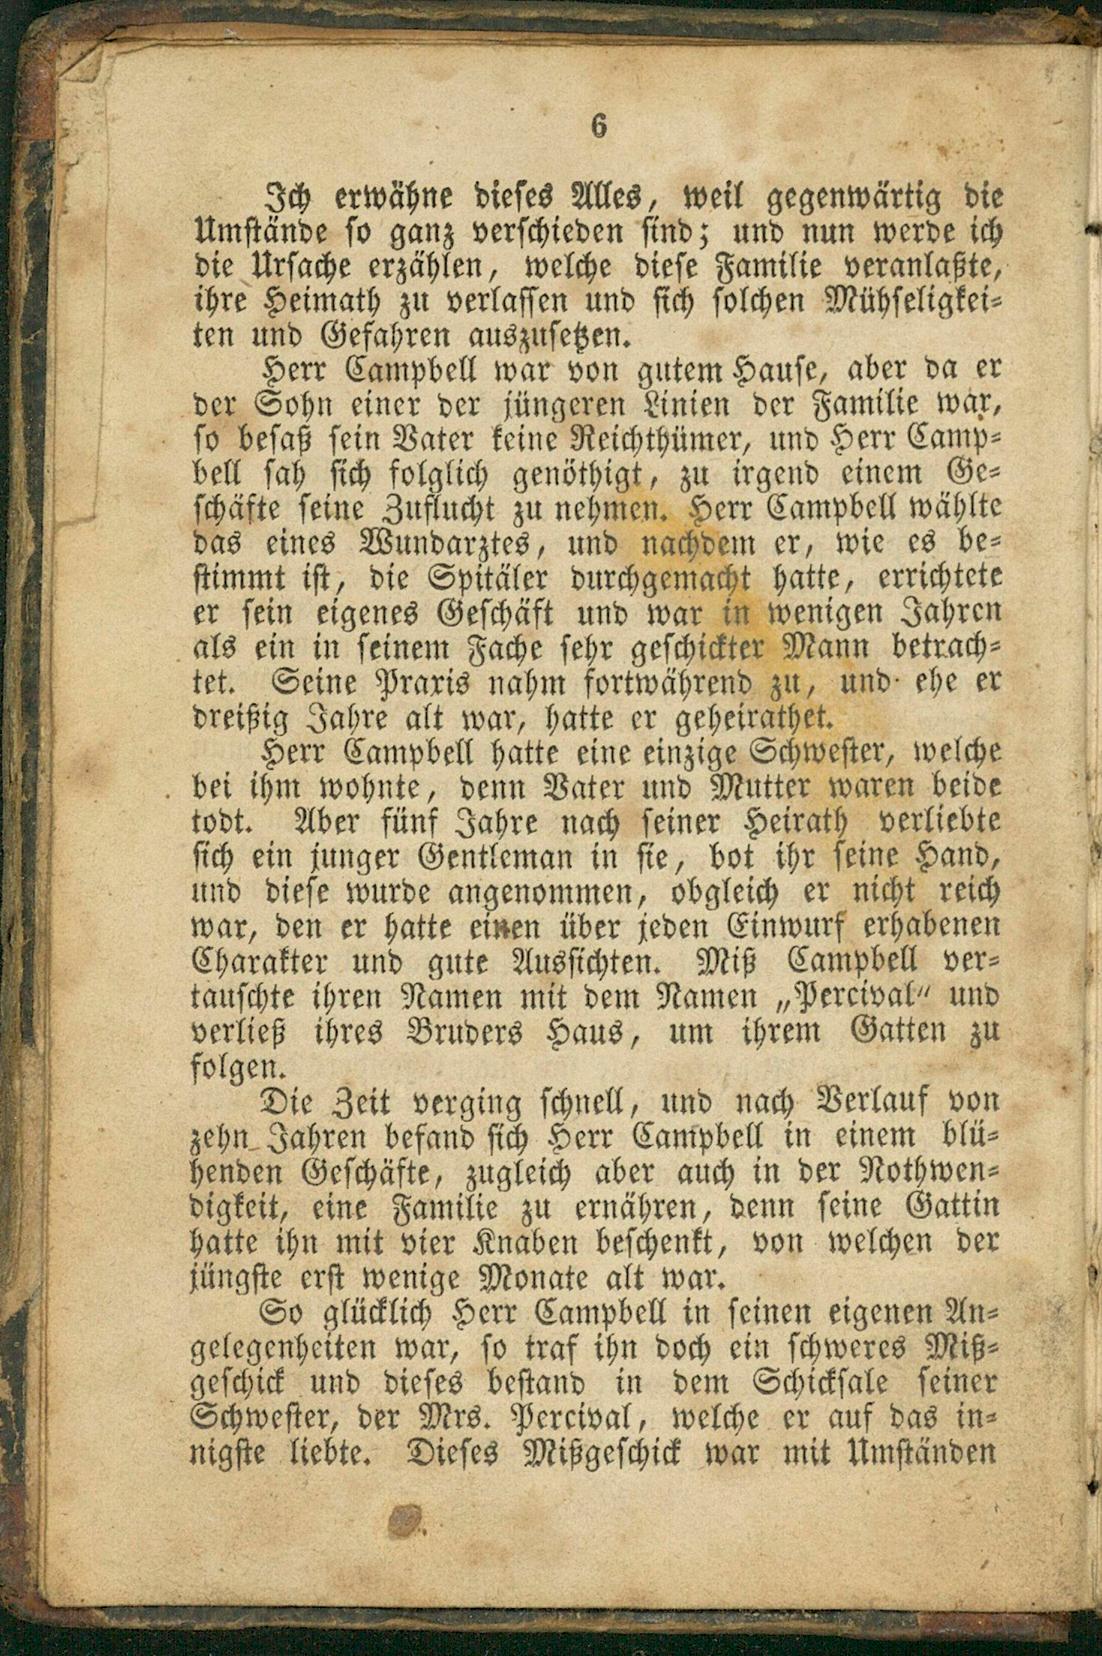 6
Ich erwähne dieses Alles, weil gegenwärtig die
Umstände so ganz verschieden sind; und nun werde ich
die Ursache erzählen, welche diese Familie veranlaßte,
ihre Heimath zu verlassen und sich solchen Mühseligkei-
ten und Gefahren auszusetzen.
Herr Campbell war von gutem Hause, aber da er
der Sohn einer der jüngeren Linien der Familie war,
so besaß sein Vater keine Reichthümer, und Herr Camp-
bell sah sich folglich genöthigt, zu irgend einem Ge-
schäfte seine Zuflucht zu nehmen. Herr Campbell wählte
das eines Wundarztes, und nachdem er, wie es be-
stimmt ist, die Spitäler durchgemacht hatte, errichtete
er sein eigenes Geschäft und war in wenigen Jahren
als ein in seinem Fache sehr geschickter Mann betrach-
tet. Seine Praxis nahm fortwährend zu, und ehe er
dreißig Jahre alt war, hatte er geheirathet.
Herr Campbell hatte eine einzige Schwester, welche
bei ihm wohnte, denn Vater und Mutter waren beide
todt. Aber fünf Jahre nach seiner Heirath verliebte
sich ein junger Gentleman in sie, bot ihr seine Hand,
und diese wurde angenommen, obgleich er nicht reich
war, den er hatte einen über jeden Einwurf erhabenen
Charakter und gute Aussichten. Miß Campbell ver-
tauschte ihren Namen mit dem Namen „Percival“ und
verließ ihres Bruders Haus, um ihrem Gatten zu
folgen.
Die Zeit verging schnell, und nach Verlauf von
zehn Jahren befand sich Herr Campbell in einem blü-
henden Geschäfte, zugleich aber auch in der Nothwen-
digkeit, eine Familie zu ernähren, denn seine Gattin
hatte ihn mit vier Knaben beschenkt, von welchen der
jüngste erst wenige Monate alt war.
So glücklich Herr Campbell in seinen eigenen An-
gelegenheiten war, so traf ihn doch ein schweres Miß-
geschick und dieses bestand in dem Schicksale seiner
Schwester, der Mrs. Percival, welche er auf das in-
nigste liebte. Dieses Mißgeschick war mit Umständen